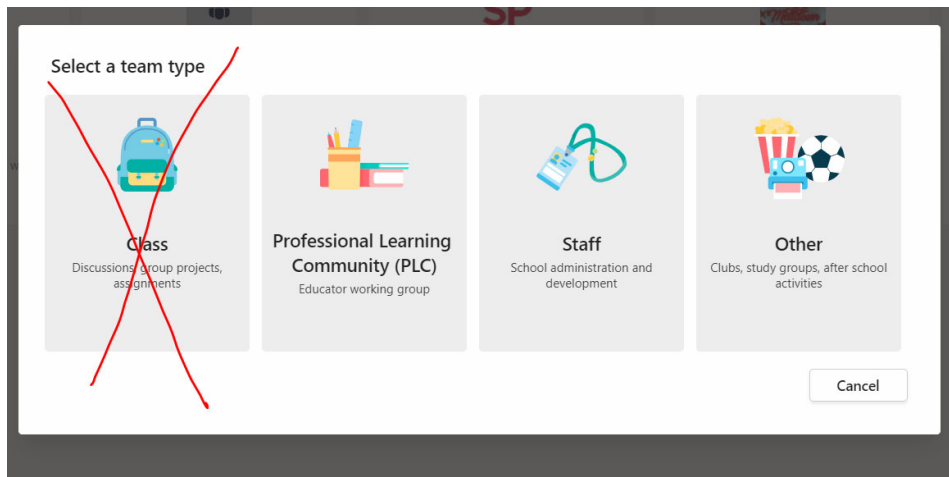 SP
Select a team type
Class
Discussions, group projects,
assignments
Professional Learning
Community (PLC)
Educator working group
Staff
School administration and
development
Other
Clubs, study groups, after school
activities
Cancel